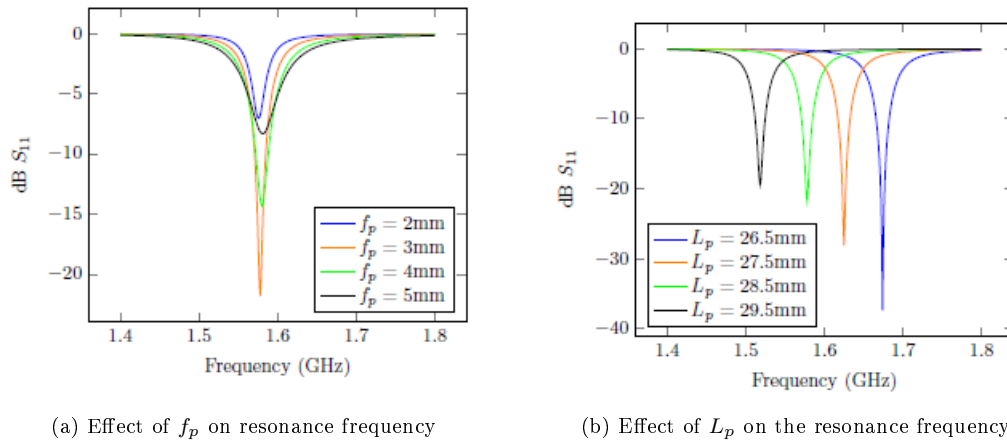 0
−5
−10
−15
−20
dB S₁₁
1.4 1.5 1.6 1.7 1.8
Frequency (GHz)
fₚ = 2mm
fₚ = 3mm
fₚ = 4mm
fₚ = 5mm
(a) Effect of fₚ on resonance frequency
0
−10
−20
−30
−40
dB S₁₁
1.4 1.5 1.6 1.7 1.8
Frequency (GHz)
Lₚ = 26.5mm
Lₚ = 27.5mm
Lₚ = 28.5mm
Lₚ = 29.5mm
(b) Effect of Lₚ on the resonance frequency